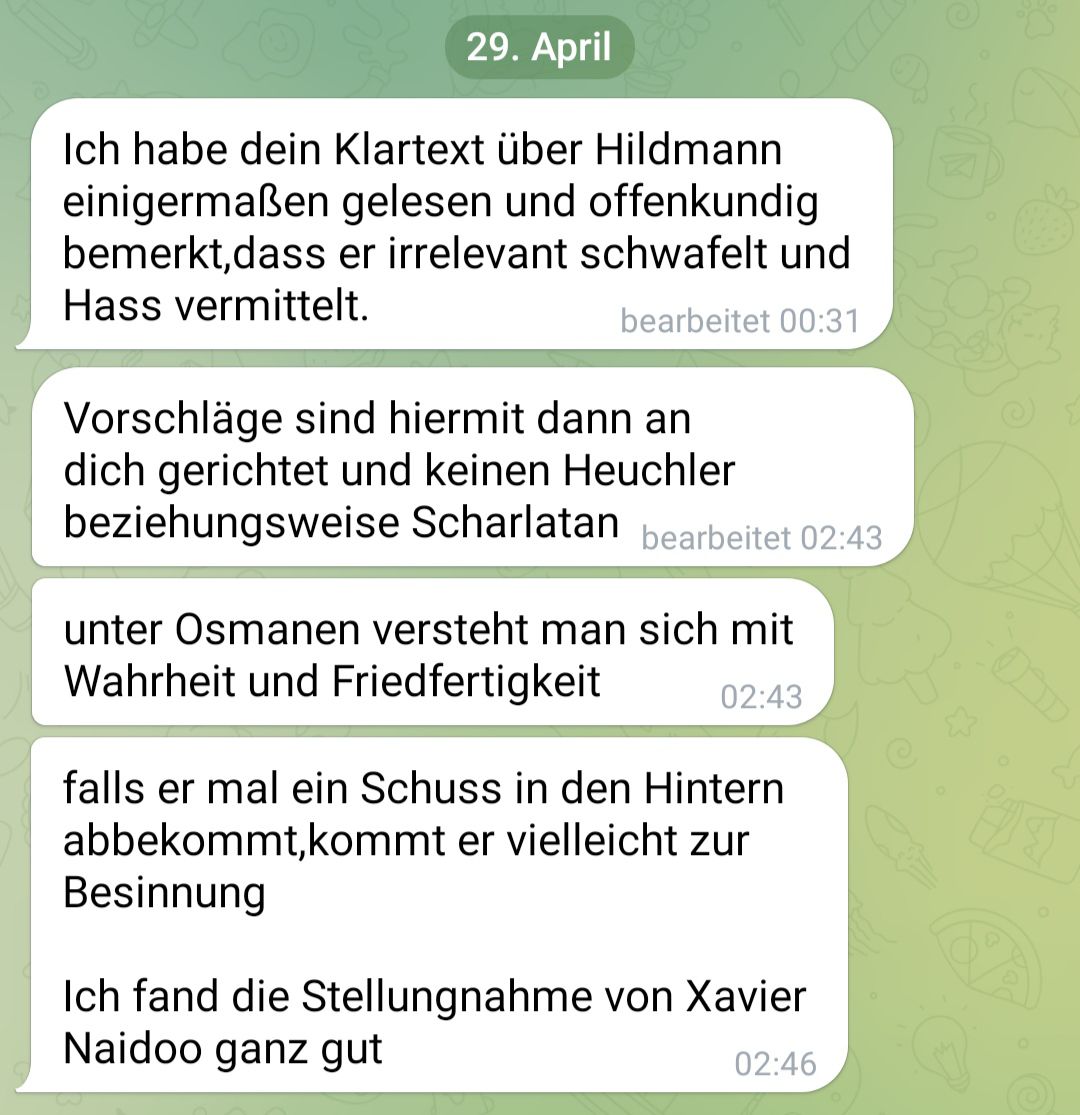 29. April
Ich habe dein Klartext über Hildmann
einigermaßen gelesen und offenkundig
bemerkt,dass er irrelevant schwafelt und
Hass vermittelt.
bearbeitet 00:31
Vorschläge sind hiermit dann an
dich gerichtet und keinen Heuchler
beziehungsweise Scharlatan
bearbeitet 02:43
unter Osmanen versteht man sich mit
Wahrheit und Friedfertigkeit
02:43
falls er mal ein Schuss in den Hintern
abbekommt,kommt er vielleicht zur
Besinnung
Ich fand die Stellungnahme von Xavier
Naidoo ganz gut
02:46